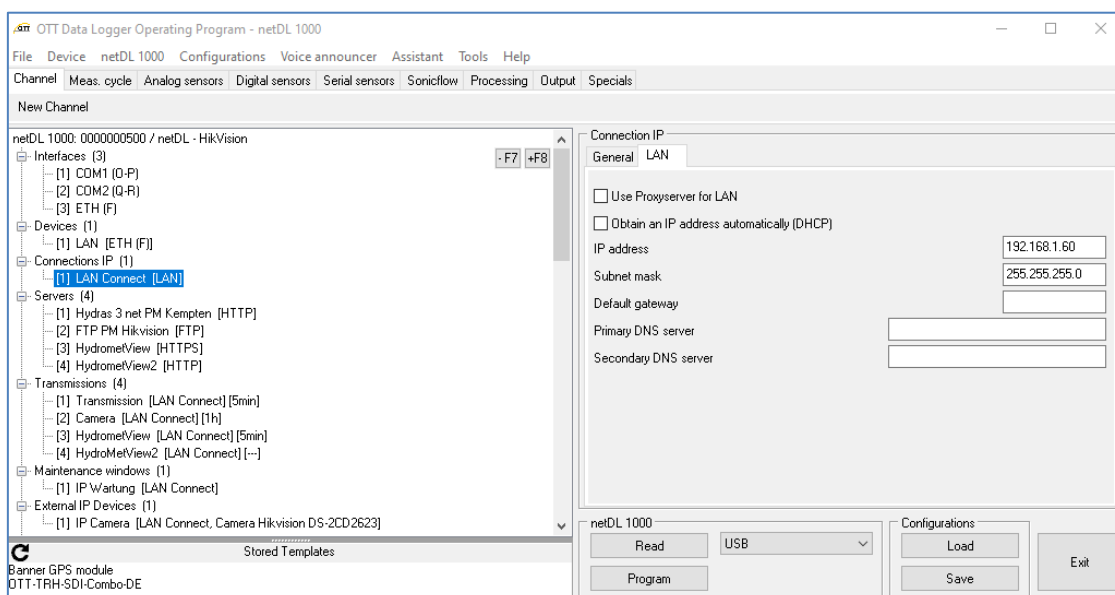 OTT Data Logger Operating Program - netDL 1000
File Device netDL 1000 Configurations Voice announcer Assistant Tools Help
Channel Meas. cycle Analog sensors Digital sensors Serial sensors Sonicflow Processing Output Specials
New Channel
netDL 1000: 0000000500 / netDL - HikVision
- F7 +F8
Interfaces (3)
[1] COM1 (O-P)
[2] COM2 (Q-R)
[3] ETH (F)
Devices (1)
[1] LAN [ETH (F)]
Connections IP (1)
[1] LAN Connect [LAN]
Servers (4)
[1] Hydras 3 net PM Kempten [HTTP]
[2] FTP PM Hikvision [FTP]
[3] HydrometView [HTTPS]
[4] HydrometView2 [HTTP]
Transmissions (4)
[1] Transmission [LAN Connect] [5min]
[2] Camera [LAN Connect] [1h]
[3] HydrometView [LAN Connect] [5min]
[4] HydroMetView2 [LAN Connect] [---]
Maintenance windows (1)
[1] IP Wartung [LAN Connect]
External IP Devices (1)
[1] IP Camera [LAN Connect, Camera Hikvision DS-2CD2623]
Stored Templates
Banner GPS module
OTT-TRH-SDI-Combo-DE
Connection IP
General LAN
Use Proxyserver for LAN
Obtain an IP address automatically (DHCP)
IP address 192.168.1.60
Subnet mask 255.255.255.0
Default gateway
Primary DNS server
Secondary DNS server
netDL 1000
Read USB
Program
Configurations
Load
Save
Exit